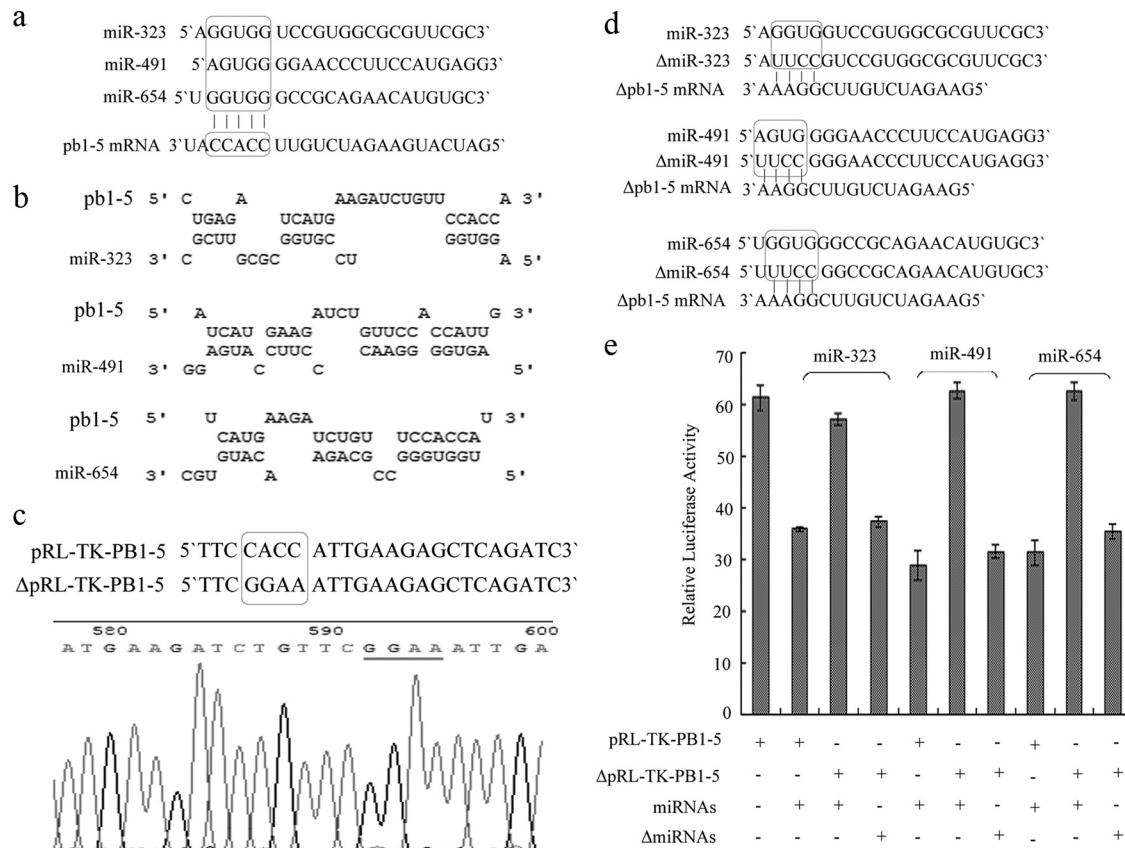 a
miR-323 5`AGGUGG UCCGUGGCGCGUUCGC3`
miR-491 5`AGUGG GGAACCCUUCCAUGAGG3`
miR-654 5`U GGUGG GCCGCAGAACAUGUGC3`
pb1-5 mRNA 3`UACCACC UUGUCUAGAAGUACUAG5`
b
pb1-5 5' C A AAGAUCUGUU A 3'
UGAG UCAUG CCACC
GCUU GGUGC GGUGG
miR-323 3' C GCGC CU A 5'
pb1-5 5' A AUCU A G 3'
UCAU GAAG GUUCC CCAUU
AGUA CUUC CAAGG GGUGA
miR-491 3' GG C C 5'
pb1-5 5' U AAGA U 3'
CAUG UCUGU UCCACCA
GUAC AGACG GGGUGGU
miR-654 3' CGU A CC 5'
c
pRL-TK-PB1-5 5`TTC CACC ATTGAAGAGCTCAGATC3`
ΔpRL-TK-PB1-5 5`TTC GGAA ATTGAAGAGCTCAGATC3`
580 590 600
A T G A A G A T C T G T T C G G A A A T T G A
d
miR-323 5`AGGUGGUCCGUGGCGCGUUCGC3`
ΔmiR-323 5`AUUCCGUCCGUGGCGCGUUCGC3`
Δpb1-5 mRNA 3`AAAGGCUUGUCUAGAAG5`
miR-491 5`AGUG GGGAACCCUUCCAUGAGG3`
ΔmiR-491 5`UUCC GGGAACCCUUCCAUGAGG3`
Δpb1-5 mRNA 3`AAGGCUUGUCUAGAAG5`
miR-654 5`UGGUGGGCCGCAGAACAUGUGC3`
ΔmiR-654 5`UUUCC GGCCGCAGAACAUGUGC3`
Δpb1-5 mRNA 3`AAAGGCUUGUCUAGAAG5`
e
miR-323 miR-491 miR-654
Relative Luciferase Activity
70
60
50
40
30
20
10
0
pRL-TK-PB1-5 + + - - + - - + - -
ΔpRL-TK-PB1-5 - - + + - + + - + +
miRNAs - + + - + + - + + -
ΔmiRNAs - - - + - - + - - +